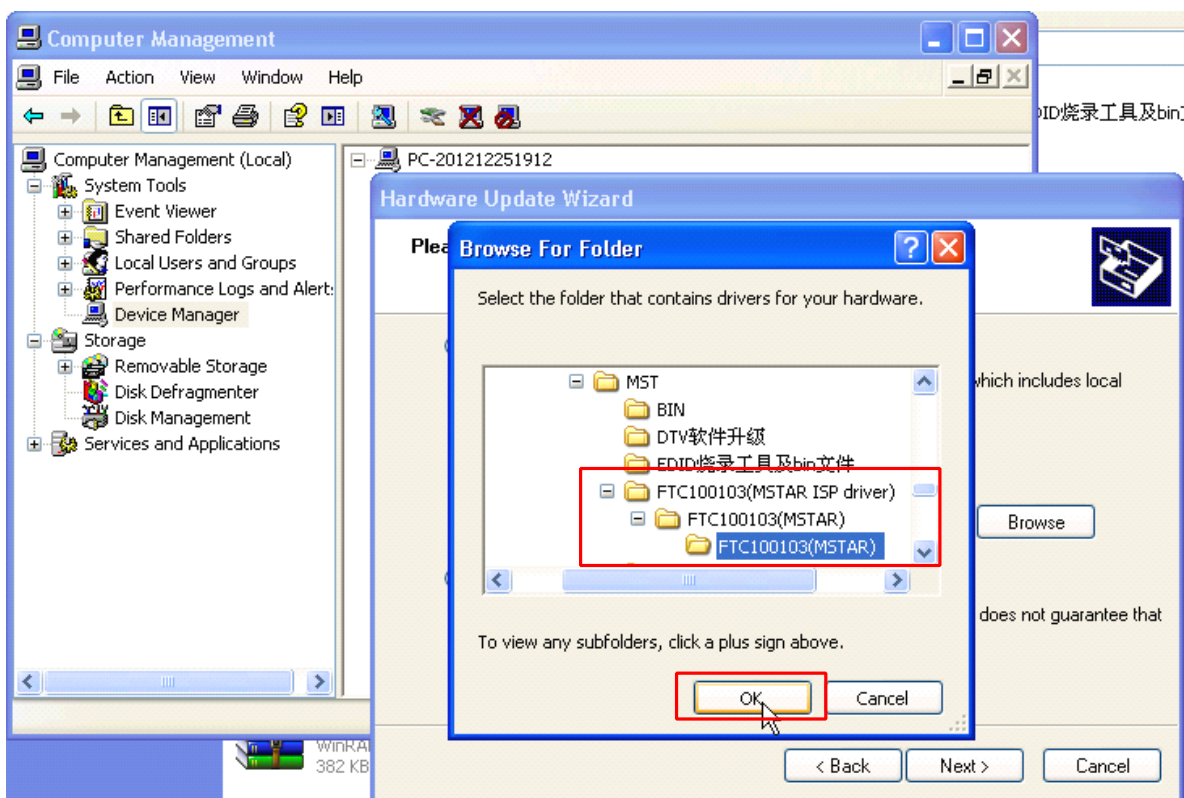 Computer Management
File Action View Window Help
Computer Management (Local)
System Tools
Event Viewer
Shared Folders
Local Users and Groups
Performance Logs and Alert
Device Manager
Storage
Removable Storage
Disk Defragmenter
Disk Management
Services and Applications
PC-201212251912
烧录工具及bin
Hardware Update Wizard
Plea
Browse For Folder
Select the folder that contains drivers for your hardware.
MST
BIN
DTV软件升级
EDID烧录工具及bin文件
FTC100103(MSTAR ISP driver)
FTC100103(MSTAR)
FTC100103(MSTAR)
To view any subfolders, click a plus sign above.
OK Cancel
which includes local
Browse
does not guarantee that
WinRA
382 KB
< Back Next > Cancel